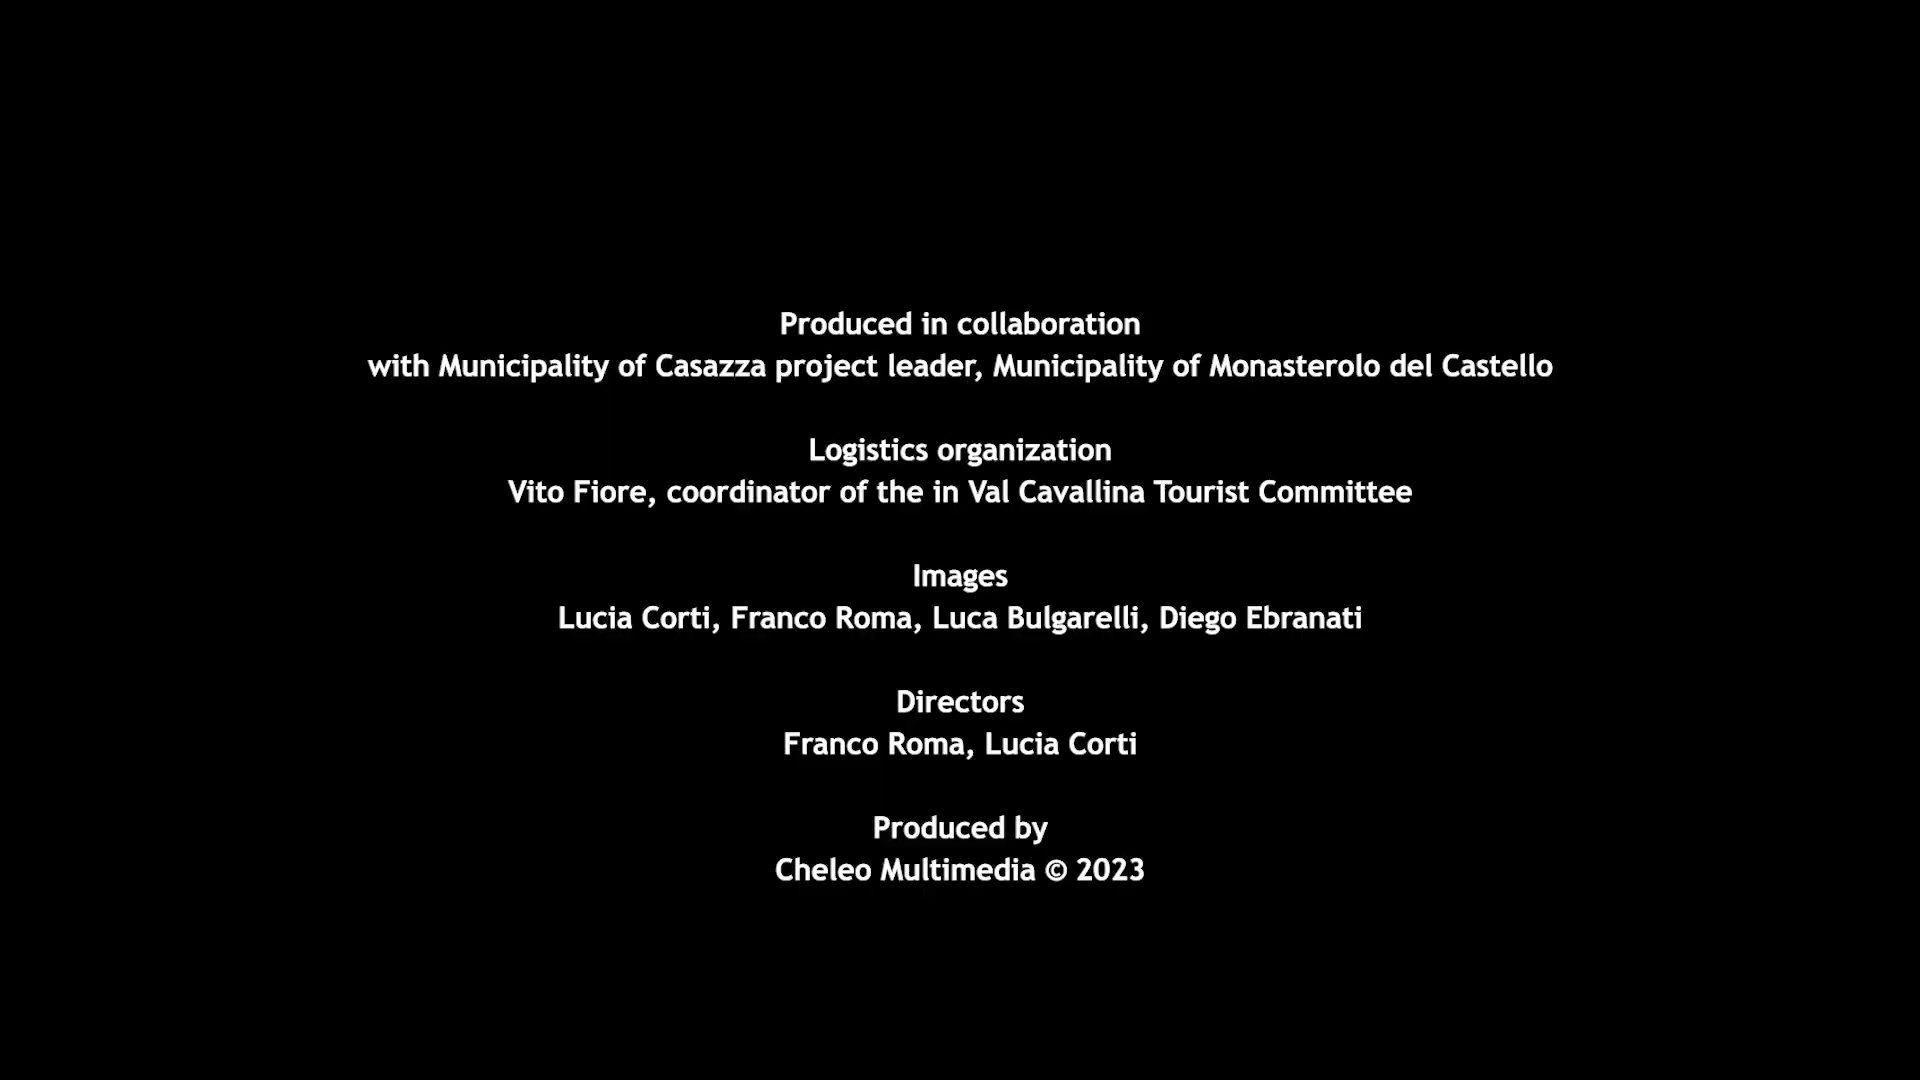 Produced in collaboration
with Municipality of Casazza project leader, Municipality of Monasterolo del Castello
Logistics organization
Vito Fiore, coordinator of the in Val Cavallina Tourist Committee
Images
Lucia Corti, Franco Roma, Luca Bulgarelli, Diego Ebranati
Directors
Franco Roma, Lucia Corti
Produced by
Cheleo Multimedia © 2023